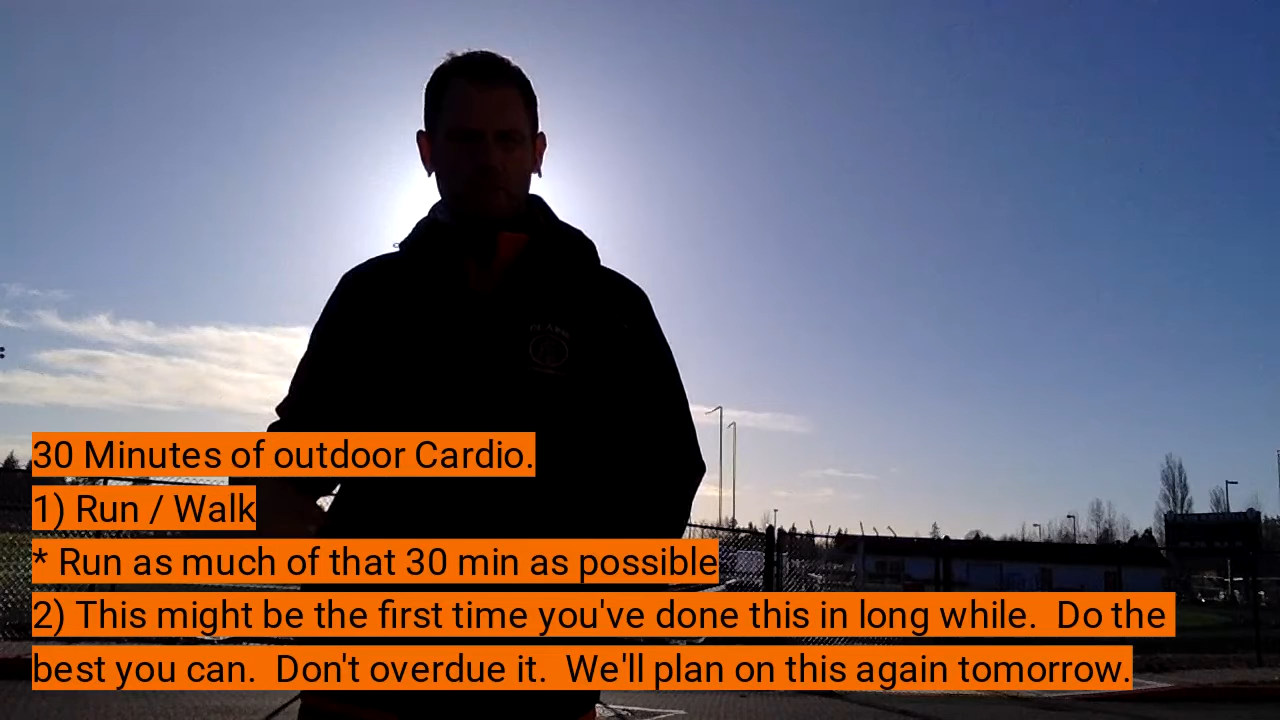 30 Minutes of outdoor Cardio.
1) Run / Walk
* Run as much of that 30 min as possible
2) This might be the first time you've done this in long while.  Do the
best you can.  Don't overdue it.  We'll plan on this again tomorrow.